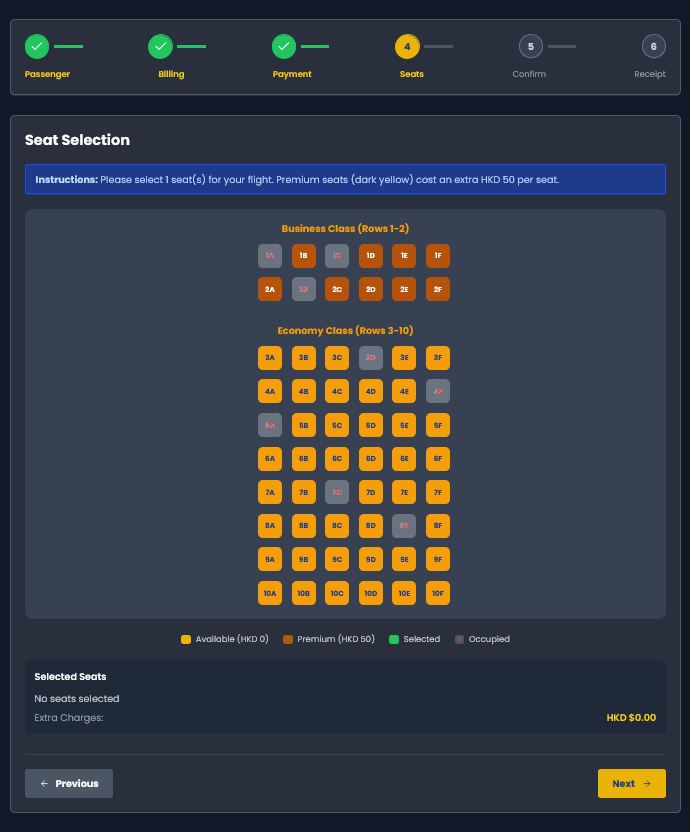 4 5 6
Passenger Billing Payment Seats Confirm Receipt
Seat Selection
Instructions: Please select 1 seat(s) for your flight. Premium seats (dark yellow) cost an extra HKD 50 per seat.
Business Class (Rows 1-2)
1A 1B 1C 1D 1E 1F
2A 2B 2C 2D 2E 2F
Economy Class (Rows 3-10)
3A 3B 3C 3D 3E 3F
4A 4B 4C 4D 4E 4F
5A 5B 5C 5D 5E 5F
6A 6B 6C 6D 6E 6F
7A 7B 7C 7D 7E 7F
8A 8B 8C 8D 8E 8F
9A 9B 9C 9D 9E 9F
10A 10B 10C 10D 10E 10F
Available (HKD 0) Premium (HKD 50) Selected Occupied
Selected Seats
No seats selected
Extra Charges: HKD $0.00
← Previous Next →